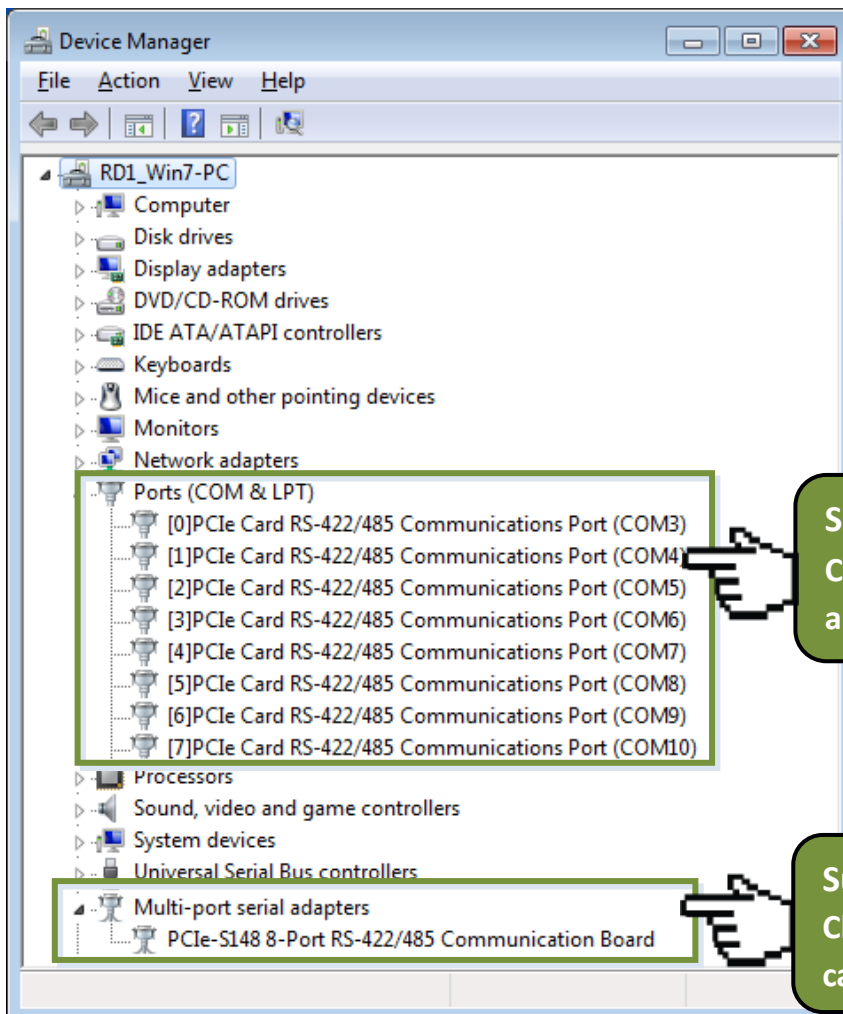 Device Manager
File Action View Help
RD1_Win7-PC
Computer
Disk drives
Display adapters
DVD/CD-ROM drives
IDE ATA/ATAPI controllers
Keyboards
Mice and other pointing devices
Monitors
Network adapters
Ports (COM & LPT)
[0]PCIe Card RS-422/485 Communications Port (COM3)
[1]PCIe Card RS-422/485 Communications Port (COM4)
[2]PCIe Card RS-422/485 Communications Port (COM5)
[3]PCIe Card RS-422/485 Communications Port (COM6)
[4]PCIe Card RS-422/485 Communications Port (COM7)
[5]PCIe Card RS-422/485 Communications Port (COM8)
[6]PCIe Card RS-422/485 Communications Port (COM9)
[7]PCIe Card RS-422/485 Communications Port (COM10)
Processors
Sound, video and game controllers
System devices
Universal Serial Bus controllers
Multi-port serial adapters
PCIe-S148 8-Port RS-422/485 Communication Board